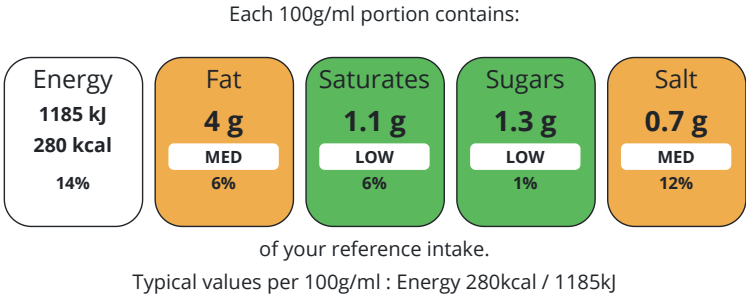 Each 100g/ml portion contains:
Energy
1185 kJ
280 kcal
14%
Fat
4 g
MED
6%
Saturates
1.1 g
LOW
6%
Sugars
1.3 g
LOW
1%
Salt
0.7 g
MED
12%
of your reference intake.
Typical values per 100g/ml : Energy 280kcal / 1185kJ